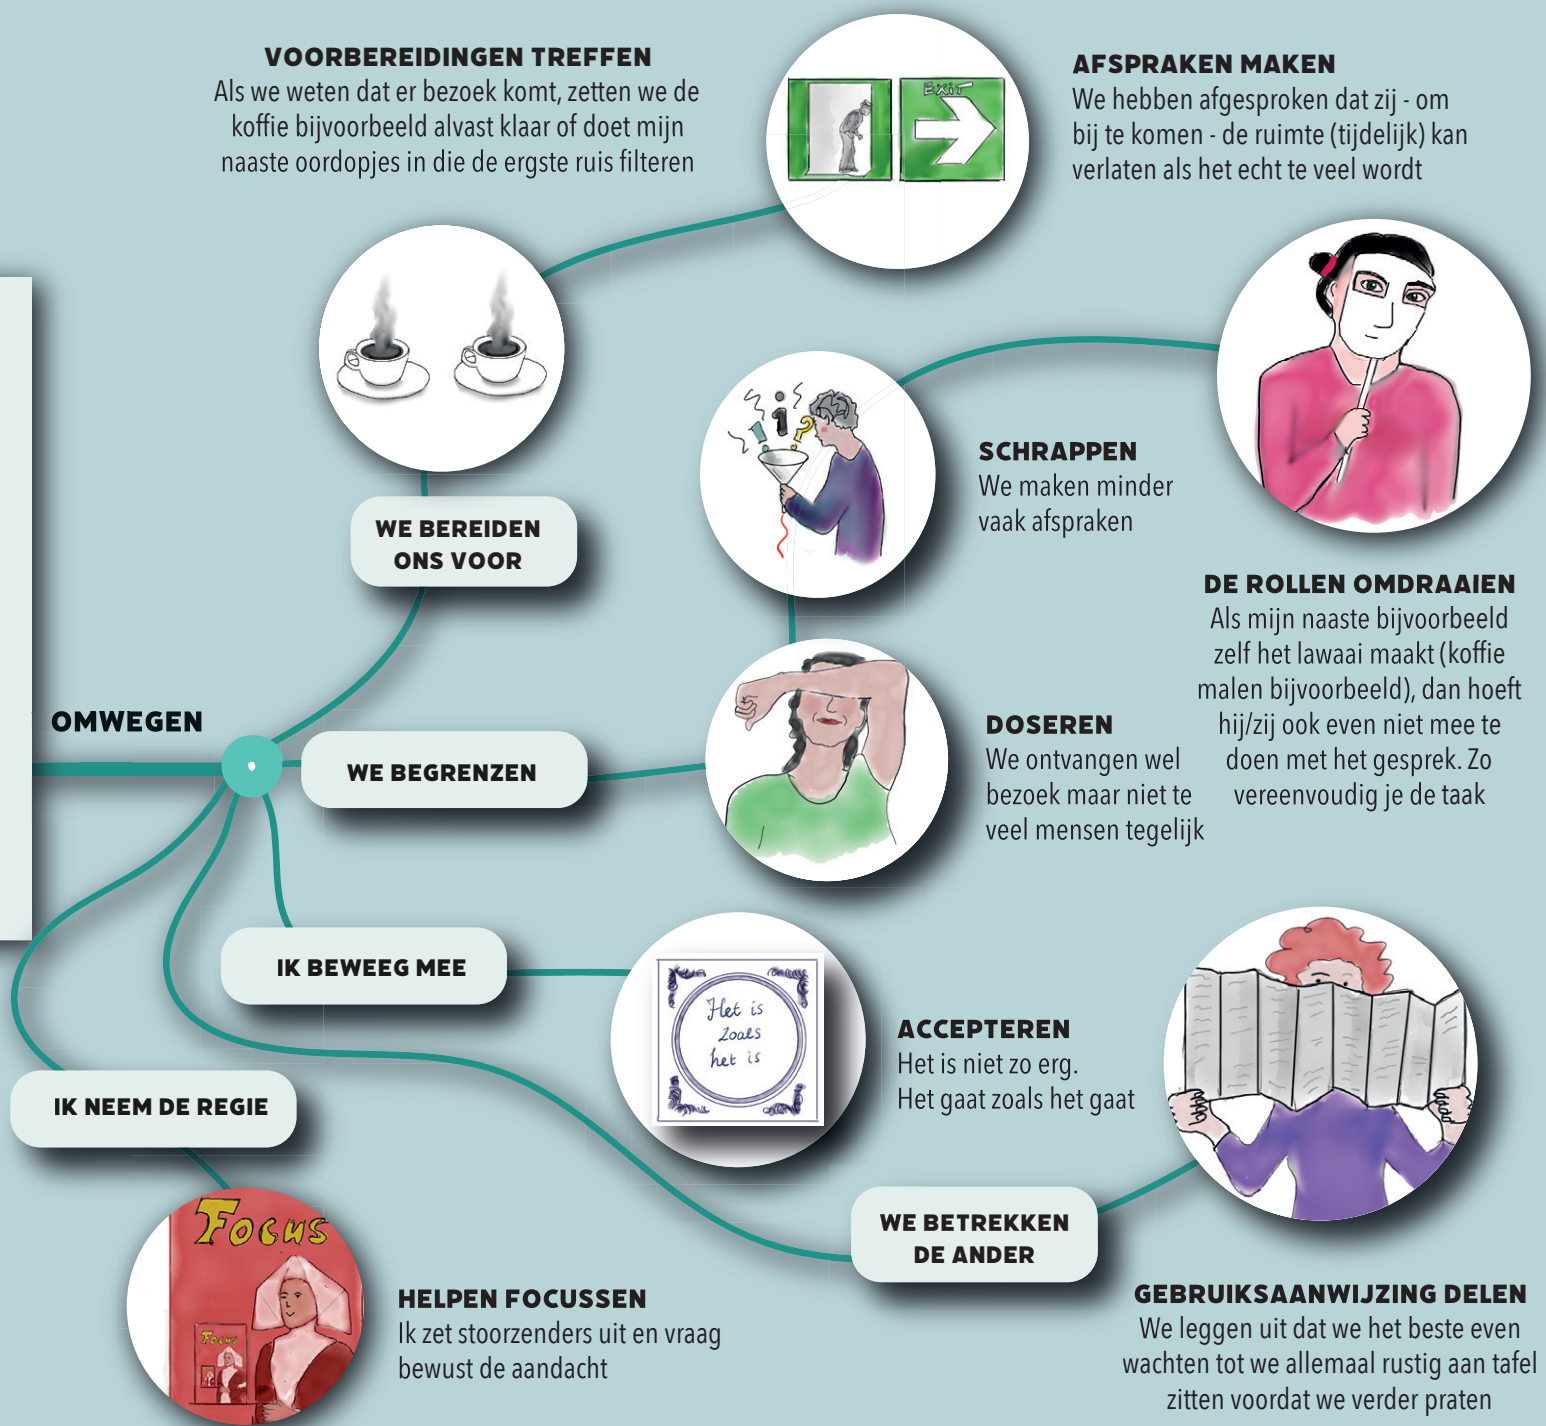 VOORBEREIDINGEN TREFFEN
Als we weten dat er bezoek komt, zetten we de
koffie bijvoorbeeld alvast klaar of doet mijn
naaste oordopjes in die de ergste ruis filteren
EXIT
AFSPRAKEN MAKEN
We hebben afgesproken dat zij - om
bij te komen - de ruimte (tijdelijk) kan
verlaten als het echt te veel wordt
WE BEREIDEN
ONS VOOR
! i ?
SCHRAPPEN
We maken minder
vaak afspraken
DE ROLLEN OMDRAAIEN
Als mijn naaste bijvoorbeeld
zelf het lawaai maakt (koffie
malen bijvoorbeeld), dan hoeft
hij/zij ook even niet mee te
doen met het gesprek. Zo
vereenvoudig je de taak
OMWEGEN
WE BEGRENZEN
DOSEREN
We ontvangen wel
bezoek maar niet te
veel mensen tegelijk
IK BEWEEG MEE
Het is
zoals
het is
ACCEPTEREN
Het is niet zo erg.
Het gaat zoals het gaat
IK NEEM DE REGIE
FOCUS
FOCUS
HELPEN FOCUSSEN
Ik zet stoorzenders uit en vraag
bewust de aandacht
WE BETREKKEN
DE ANDER
GEBRUIKSAANWIJZING DELEN
We leggen uit dat we het beste even
wachten tot we allemaal rustig aan tafel
zitten voordat we verder praten